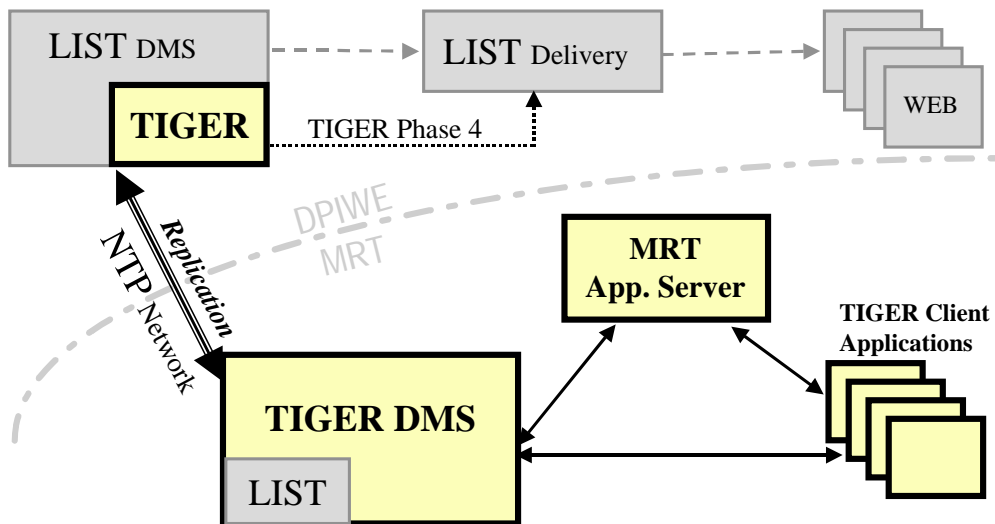 LIST DMS
LIST Delivery
WEB
TIGER
TIGER Phase 4
DPIWE
MRT
Replication
NTP Network
MRT
App. Server
TIGER Client
Applications
TIGER DMS
LIST